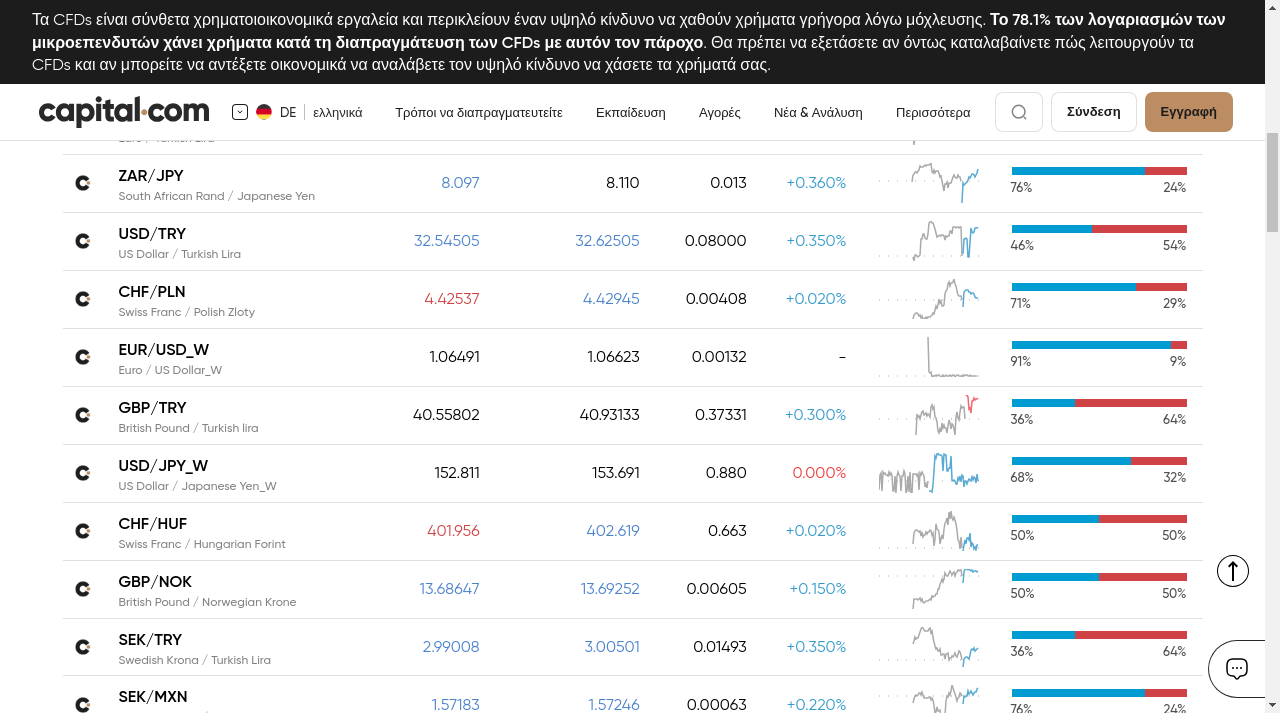 Τα CFDs είναι σύνθετα χρηματοιοικονομικά εργαλεία και περικλείουν έναν υψηλό κίνδυνο να χαθούν χρήματα γρήγορα λόγω μόχλευσης. Το 78.1% των λογαριασμών των
μικροεπενδυτών χάνει χρήματα κατά τη διαπραγμάτευση των CFDs με αυτόν τον πάροχο. Θα πρέπει να εξετάσετε αν όντως καταλαβαίνετε πώς λειτουργούν τα
CFDs και αν μπορείτε να αντέξετε οικονομικά να αναλάβετε τον υψηλό κίνδυνο να χάσετε τα χρήματά σας.
capital.com DE ελληνικά Τρόποι να διαπραγματευτείτε Εκπαίδευση Αγορές Νέα & Ανάλυση Περισσότερα Σύνδεση Εγγραφή
Euro / Turkish Lira
ZAR/JPY 8.097 8.110 0.013 +0.360%
South African Rand / Japanese Yen 76% 24%
USD/TRY 32.54505 32.62505 0.08000 +0.350%
US Dollar / Turkish Lira 46% 54%
CHF/PLN 4.42537 4.42945 0.00408 +0.020%
Swiss Franc / Polish Zloty 71% 29%
EUR/USD_W 1.06491 1.06623 0.00132 -
Euro / US Dollar_W 91% 9%
GBP/TRY 40.55802 40.93133 0.37331 +0.300%
British Pound / Turkish lira 36% 64%
USD/JPY_W 152.811 153.691 0.880 0.000%
US Dollar / Japanese Yen_W 68% 32%
CHF/HUF 401.956 402.619 0.663 +0.020%
Swiss Franc / Hungarian Forint 50% 50%
GBP/NOK 13.68647 13.69252 0.00605 +0.150%
British Pound / Norwegian Krone 50% 50%
SEK/TRY 2.99008 3.00501 0.01493 +0.350%
Swedish Krona / Turkish Lira 36% 64%
SEK/MXN 1.57183 1.57246 0.00063 +0.220%
76% 24%